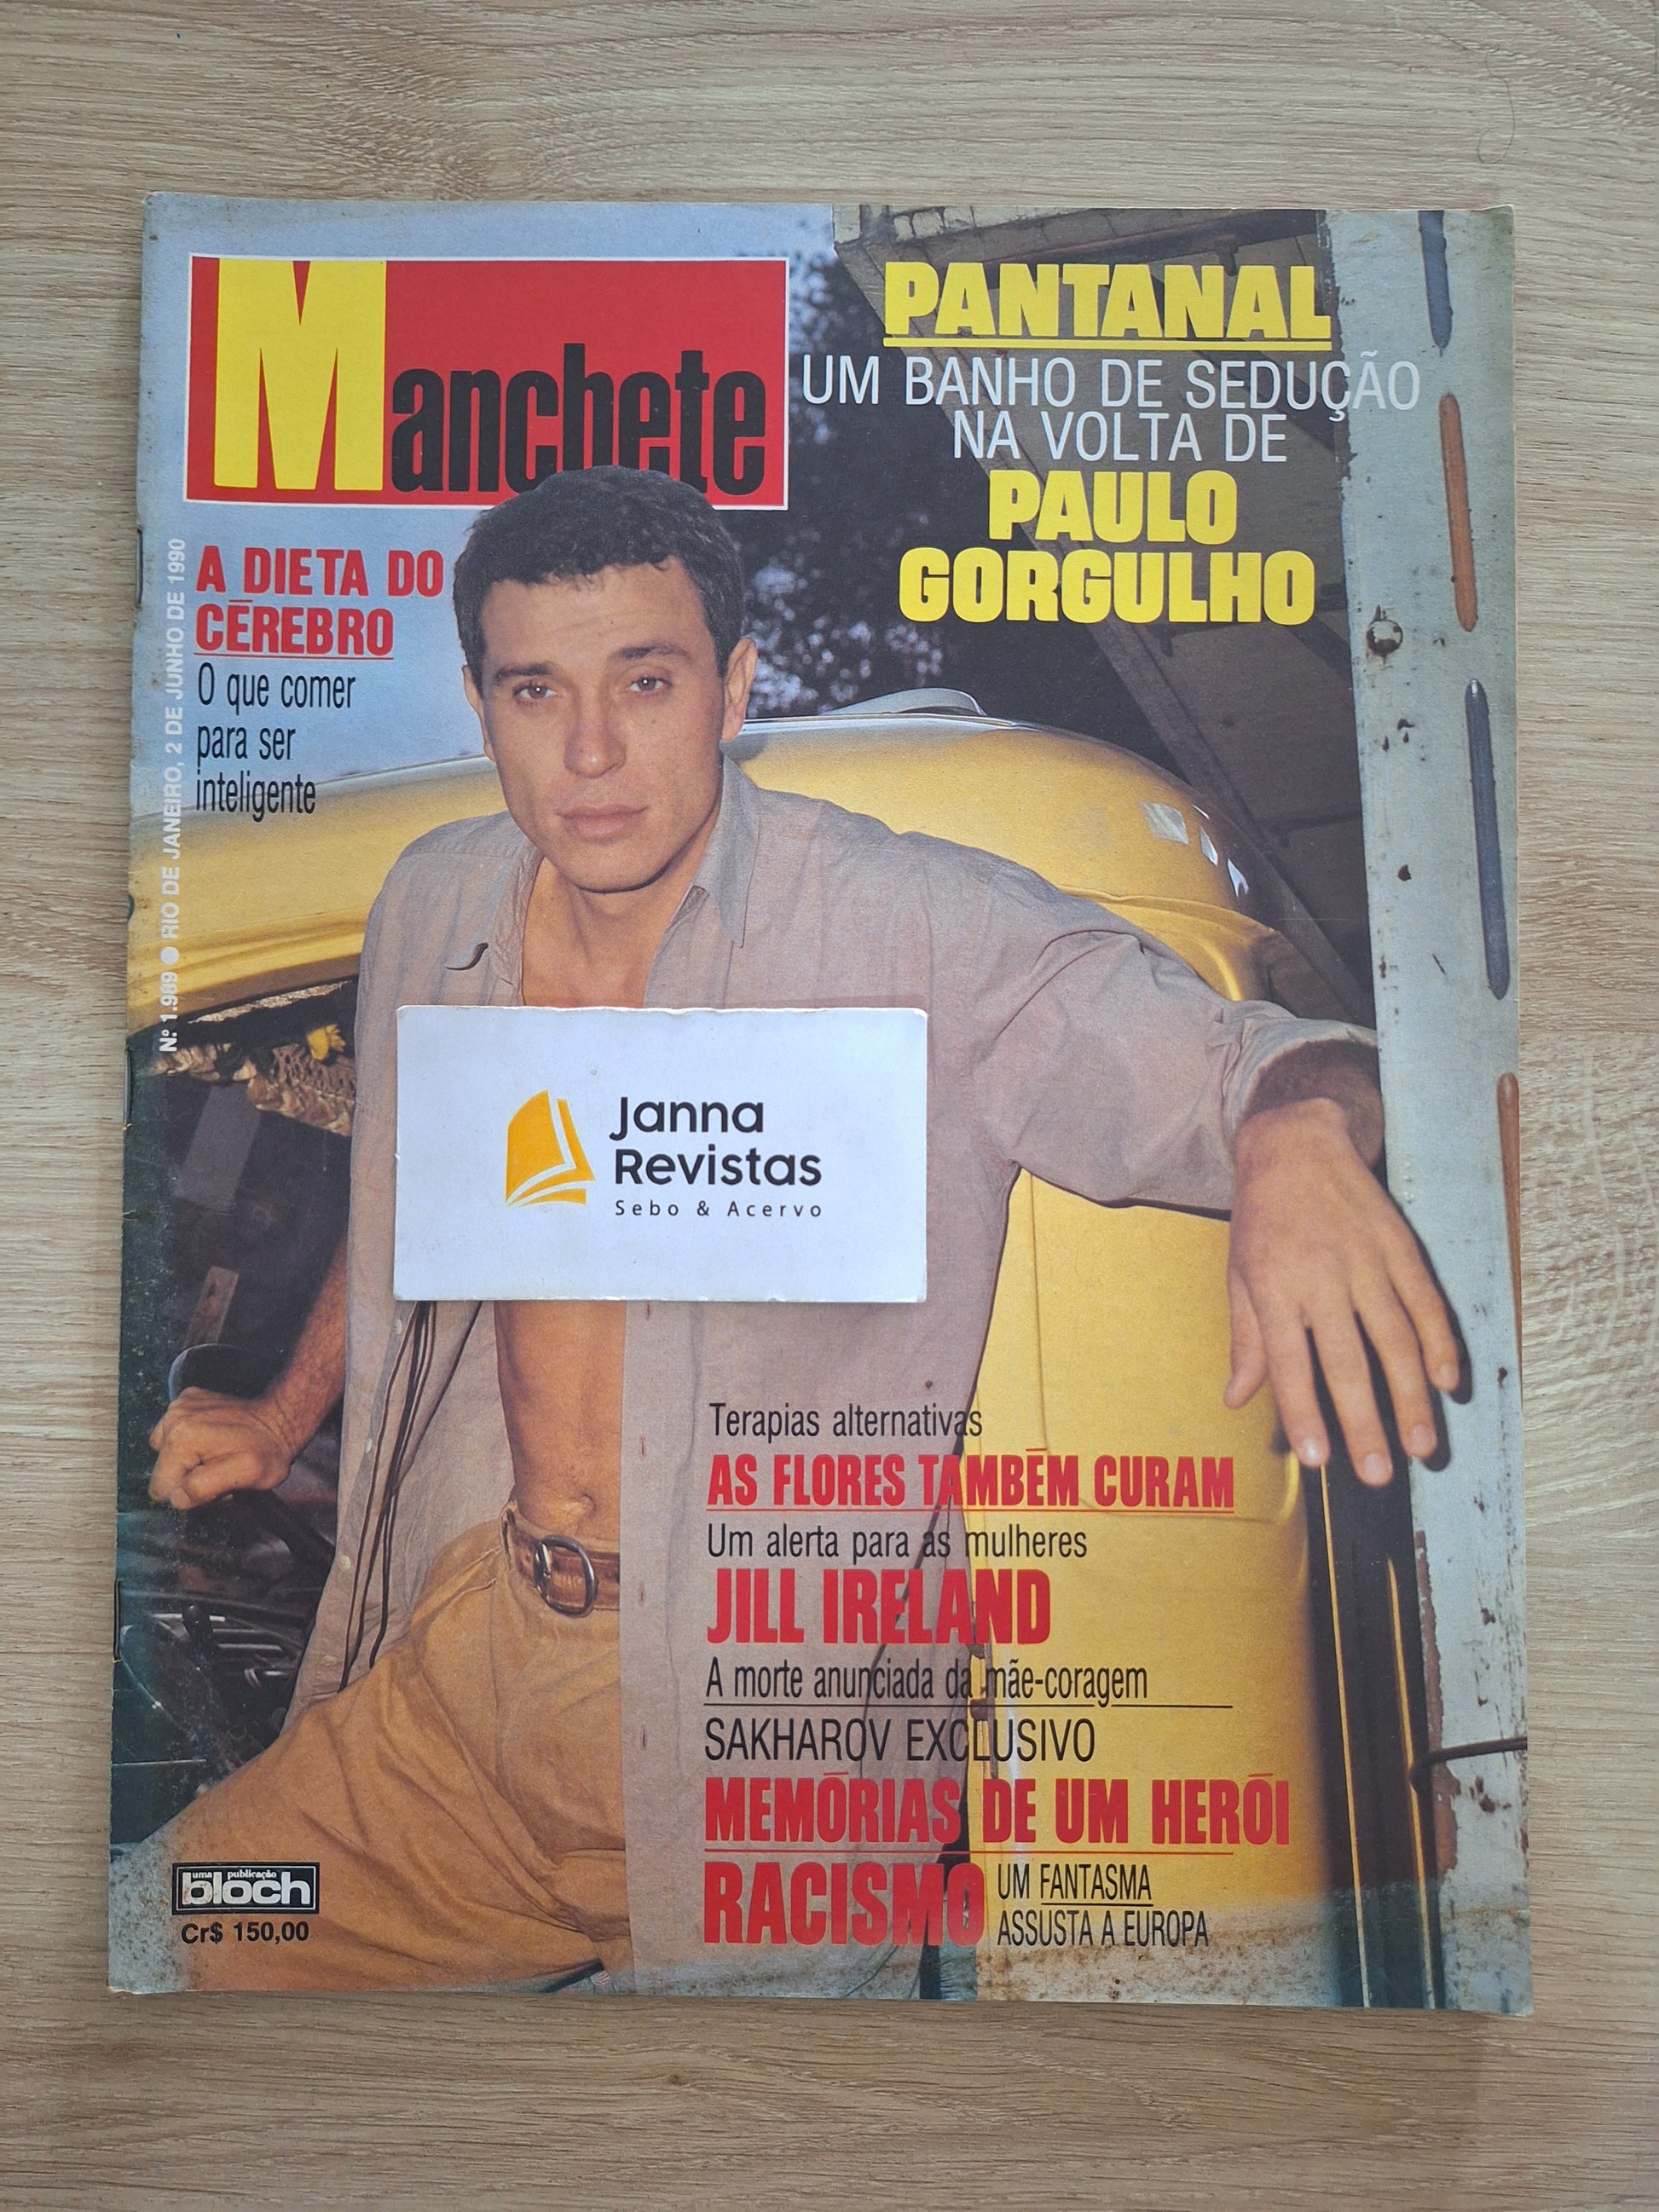 Manchete
PANTANAL
UM BANHO DE SEDUÇÃO
NA VOLTA DE
PAULO
GORGULHO
A DIETA DO
CÉREBRO
O que comer
para ser
inteligente
Nº 1.989 ● RIO DE JANEIRO, 2 DE JUNHO DE 1990
Janna
Revistas
Sebo & Acervo
Terapias alternativas
AS FLORES TAMBÉM CURAM
Um alerta para as mulheres
JILL IRELAND
A morte anunciada da mãe-coragem
SAKHAROV EXCLUSIVO
MEMÓRIAS DE UM HERÓI
RACISMO UM FANTASMA
ASSUSTA A EUROPA
uma publicação
bloch
Cr$ 150,00